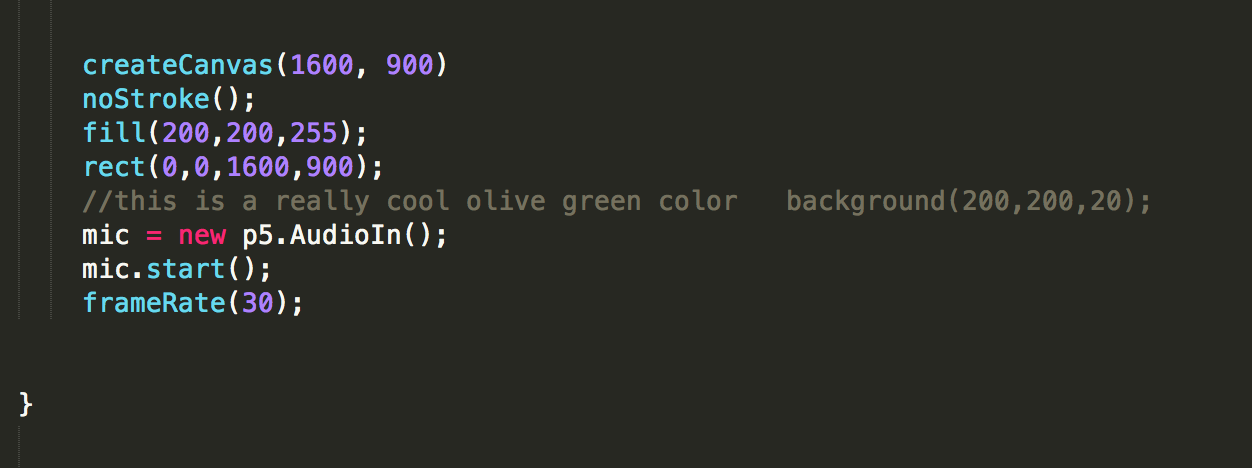 createCanvas(1600, 900)
noStroke();
fill(200,200,255);
rect(0,0,1600,900);
//this is a really cool olive green color   background(200,200,20);
mic = new p5.AudioIn();
mic.start();
frameRate(30);
}